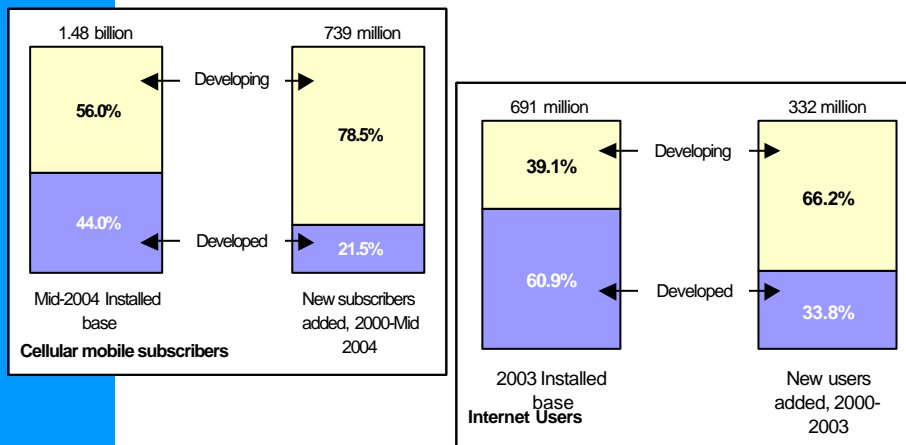 1.48 billion
739 million
Developing
56.0%
78.5%
44.0%
Developed
21.5%
Mid-2004 Installed
base
New subscribers
added, 2000-Mid
2004
Cellular mobile subscribers
691 million
332 million
Developing
39.1%
66.2%
60.9%
Developed
33.8%
2003 Installed
base
New users
added, 2000-
2003
Internet Users